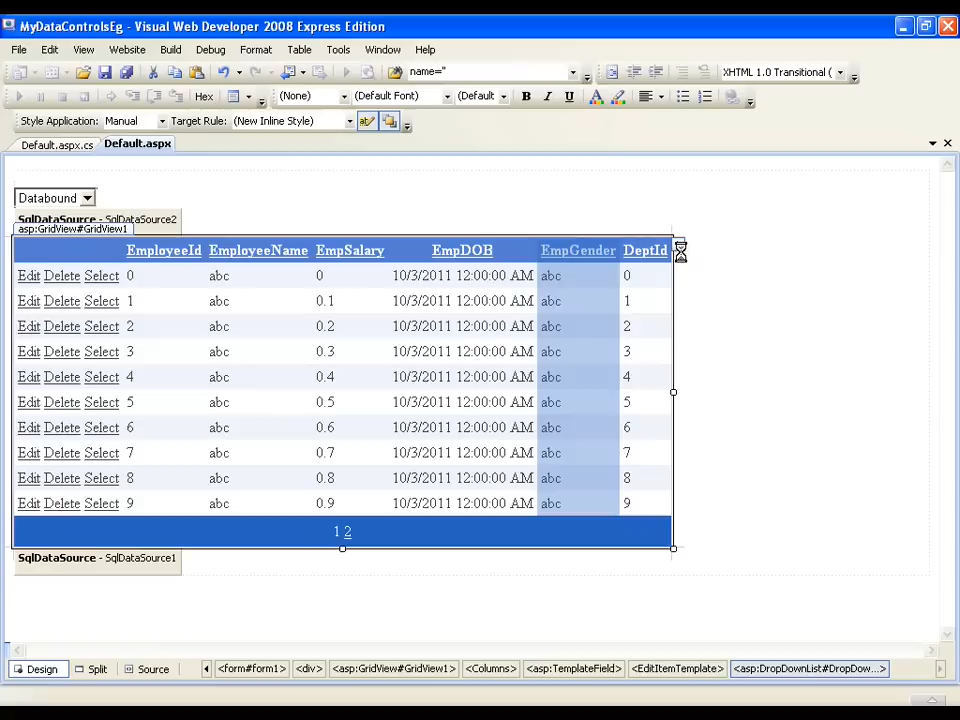 MyDataControlsEg - Visual Web Developer 2008 Express Edition
File Edit View Website Build Debug Format Table Tools Window Help
name=" XHTML 1.0 Transitional (
Hex (None) (Default Font) (Default B I U A
Style Application: Manual Target Rule: (New Inline Style)
Default.aspx.cs Default.aspx
Databound
SqlDataSource - SqlDataSource2
asp:GridView#GridView1
EmployeeId EmployeeName EmpSalary EmpDOB EmpGender DeptId
Edit Delete Select 0 abc 0 10/3/2011 12:00:00 AM abc 0
Edit Delete Select 1 abc 0.1 10/3/2011 12:00:00 AM abc 1
Edit Delete Select 2 abc 0.2 10/3/2011 12:00:00 AM abc 2
Edit Delete Select 3 abc 0.3 10/3/2011 12:00:00 AM abc 3
Edit Delete Select 4 abc 0.4 10/3/2011 12:00:00 AM abc 4
Edit Delete Select 5 abc 0.5 10/3/2011 12:00:00 AM abc 5
Edit Delete Select 6 abc 0.6 10/3/2011 12:00:00 AM abc 6
Edit Delete Select 7 abc 0.7 10/3/2011 12:00:00 AM abc 7
Edit Delete Select 8 abc 0.8 10/3/2011 12:00:00 AM abc 8
Edit Delete Select 9 abc 0.9 10/3/2011 12:00:00 AM abc 9
1 2
SqlDataSource - SqlDataSource1
Design Split Source <form#form1> <div> <asp:GridView#GridView1> <Columns> <asp:TemplateField> <EditItemTemplate> <asp:DropDownList#DropDow...>